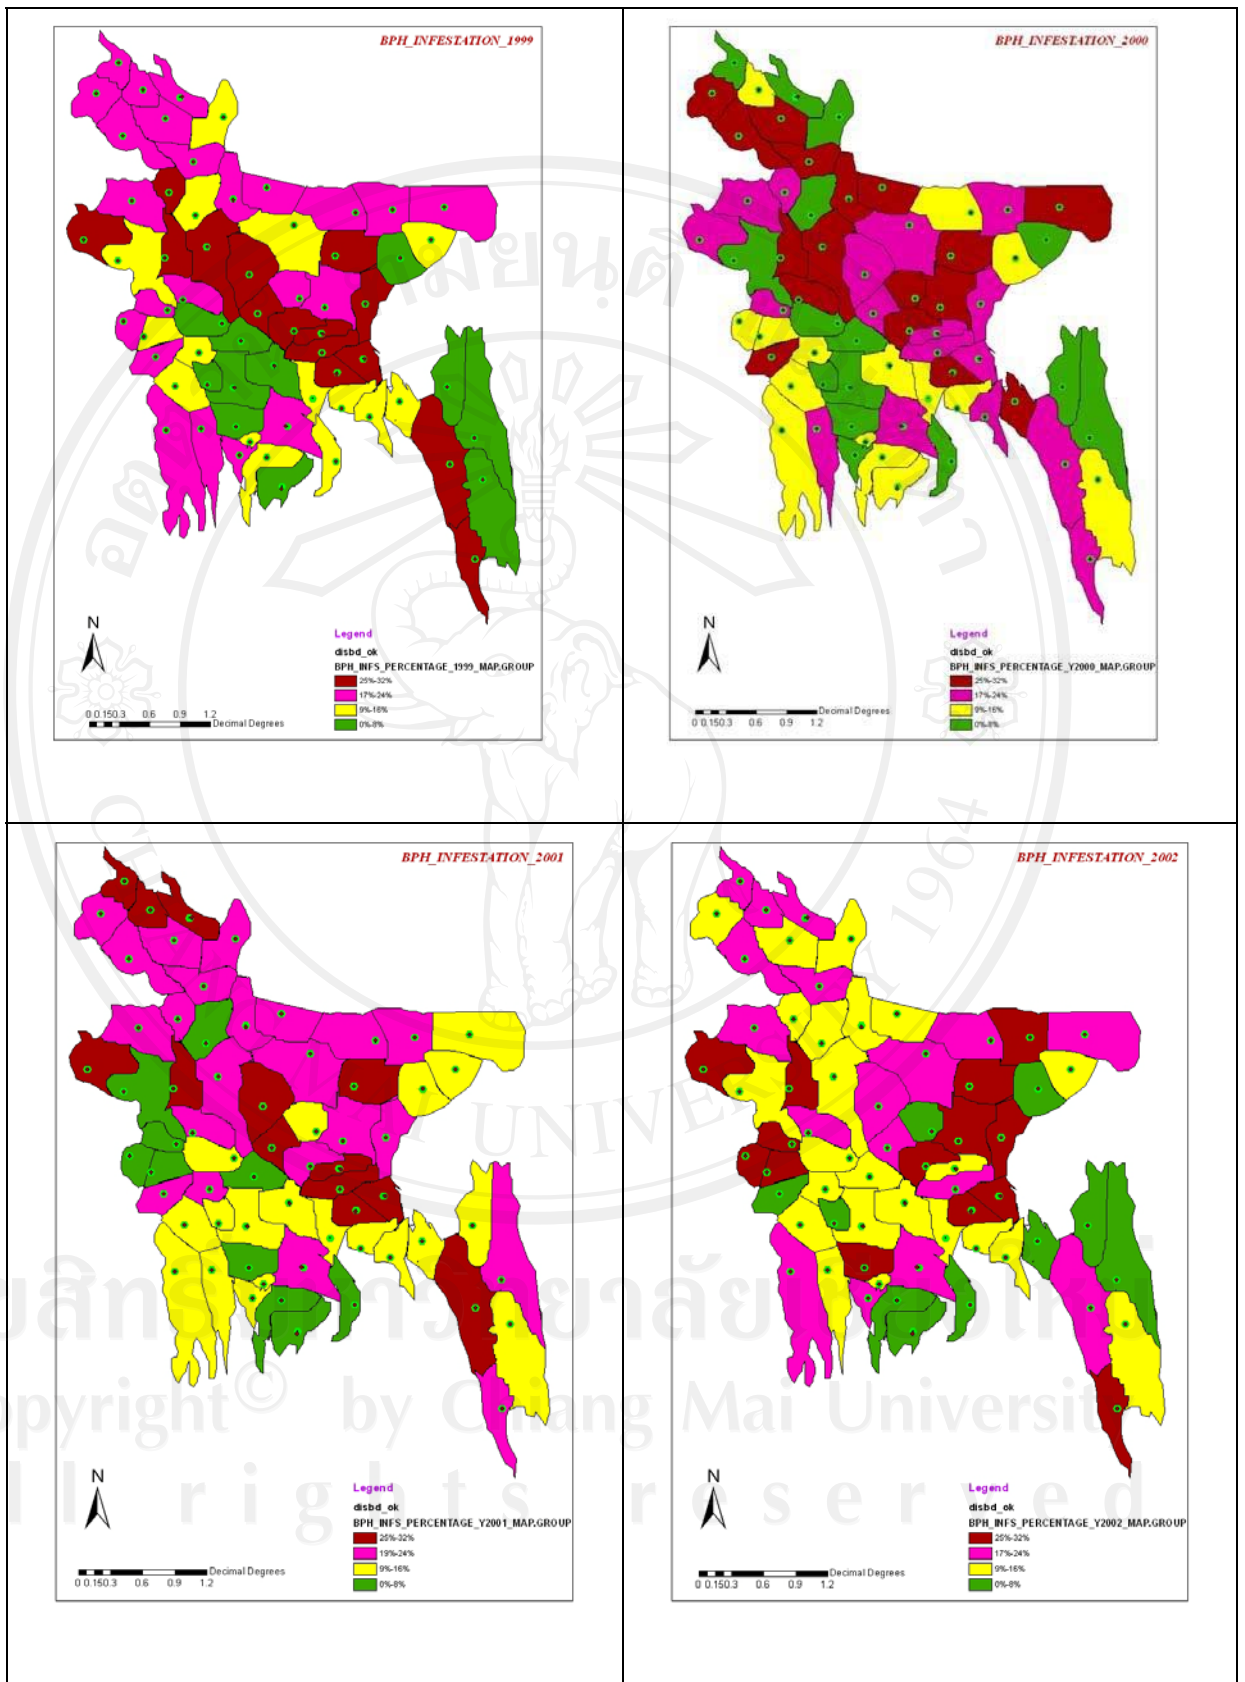 BPH_INFESTATION_1999
N
Legend
disbd_ok
BPH_INFS_PERCENTAGE_1999_MAP.GROUP
25%-32%
17%-24%
9%-16%
0%-8%
0 0.150.3 0.6 0.9 1.2 Decimal Degrees
BPH_INFESTATION_2000
N
Legend
disbd_ok
BPH_INFS_PERCENTAGE_Y2000_MAP.GROUP
25%-32%
17%-24%
9%-16%
0%-8%
0 0.150.3 0.6 0.9 1.2 Decimal Degrees
BPH_INFESTATION_2001
N
Legend
disbd_ok
BPH_INFS_PERCENTAGE_Y2001_MAP.GROUP
25%-32%
19%-24%
9%-16%
0%-8%
0 0.150.3 0.6 0.9 1.2 Decimal Degrees
BPH_INFESTATION_2002
N
Legend
disbd_ok
BPH_INFS_PERCENTAGE_Y2002_MAP.GROUP
25%-32%
17%-24%
9%-16%
0%-8%
0 0.150.3 0.6 0.9 1.2 Decimal Degrees
1964
opyright © by Chiang Mai Universit
ll rights reserved